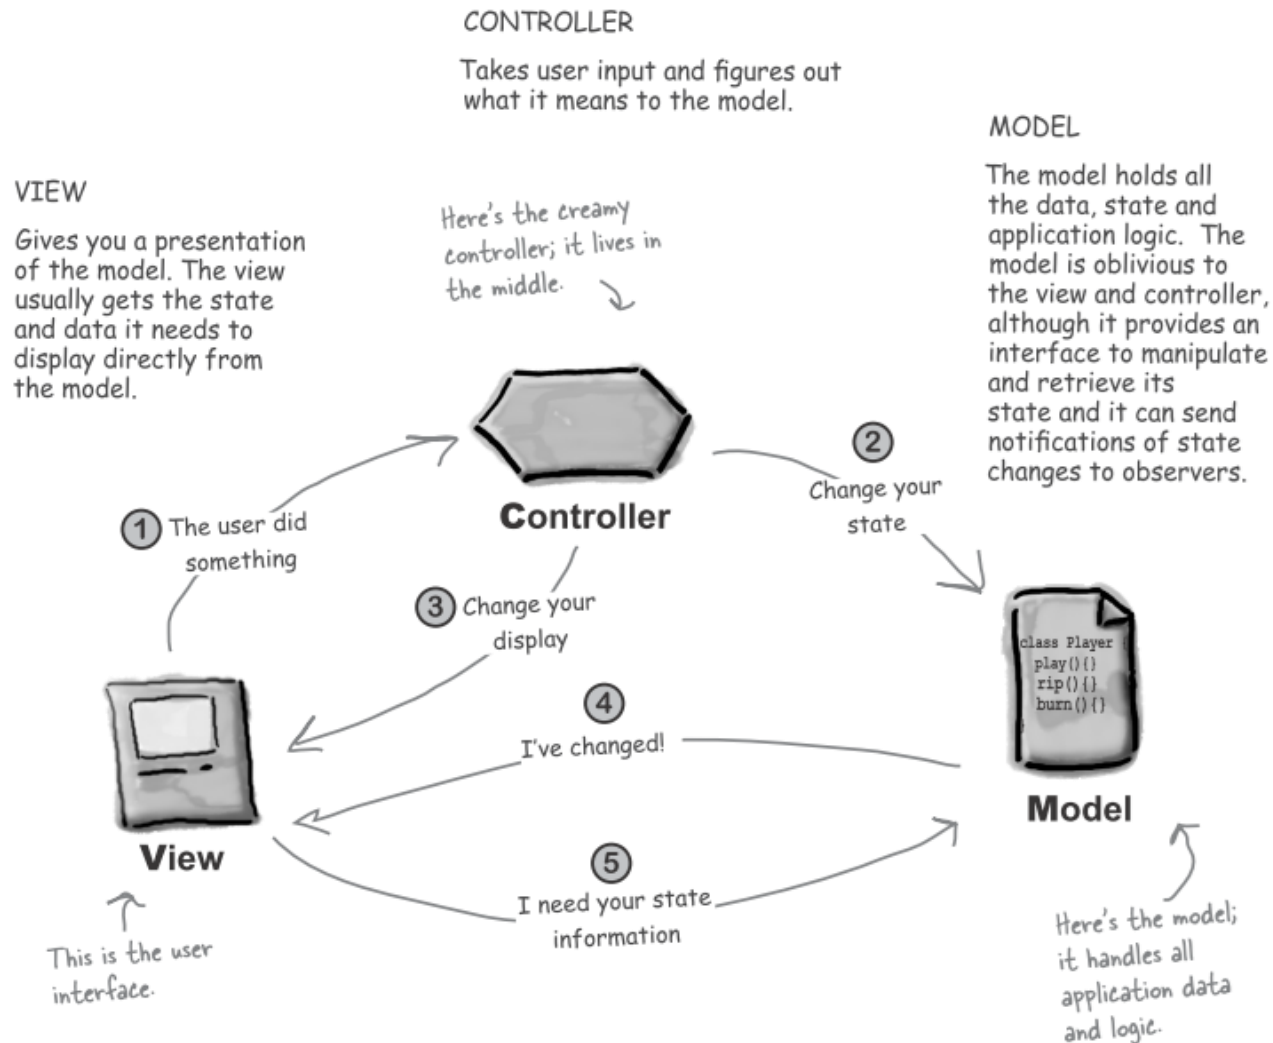 CONTROLLER
Takes user input and figures out
what it means to the model.
MODEL
The model holds all
the data, state and
application logic. The
model is oblivious to
the view and controller,
although it provides an
interface to manipulate
and retrieve its
state and it can send
notifications of state
changes to observers.
VIEW
Gives you a presentation
of the model. The view
usually gets the state
and data it needs to
display directly from
the model.
Here's the creamy
controller; it lives in
the middle.
Controller
1 The user did
something
2
Change your
state
3 Change your
display
4
I've changed!
5
I need your state
information
class Player {
play(){}
rip(){}
burn(){}
}
View
Model
This is the user
interface.
Here's the model;
it handles all
application data
and logic.